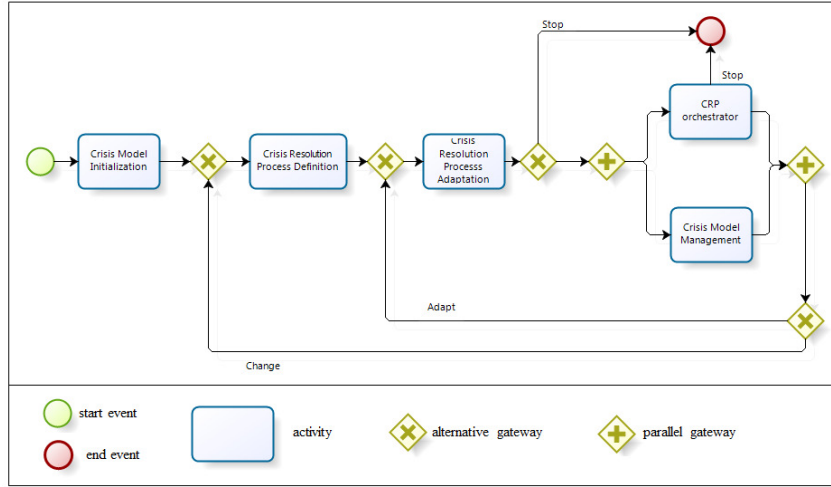 Stop
Stop
CRP
orchestrator
Crisis Model
Initialization
Crisis Resolution
Process Definition
Crisis
Resolution
Processs
Adaptation
Crisis Model
Management
Adapt
Change
start event
end event
activity
alternative gateway
parallel gateway